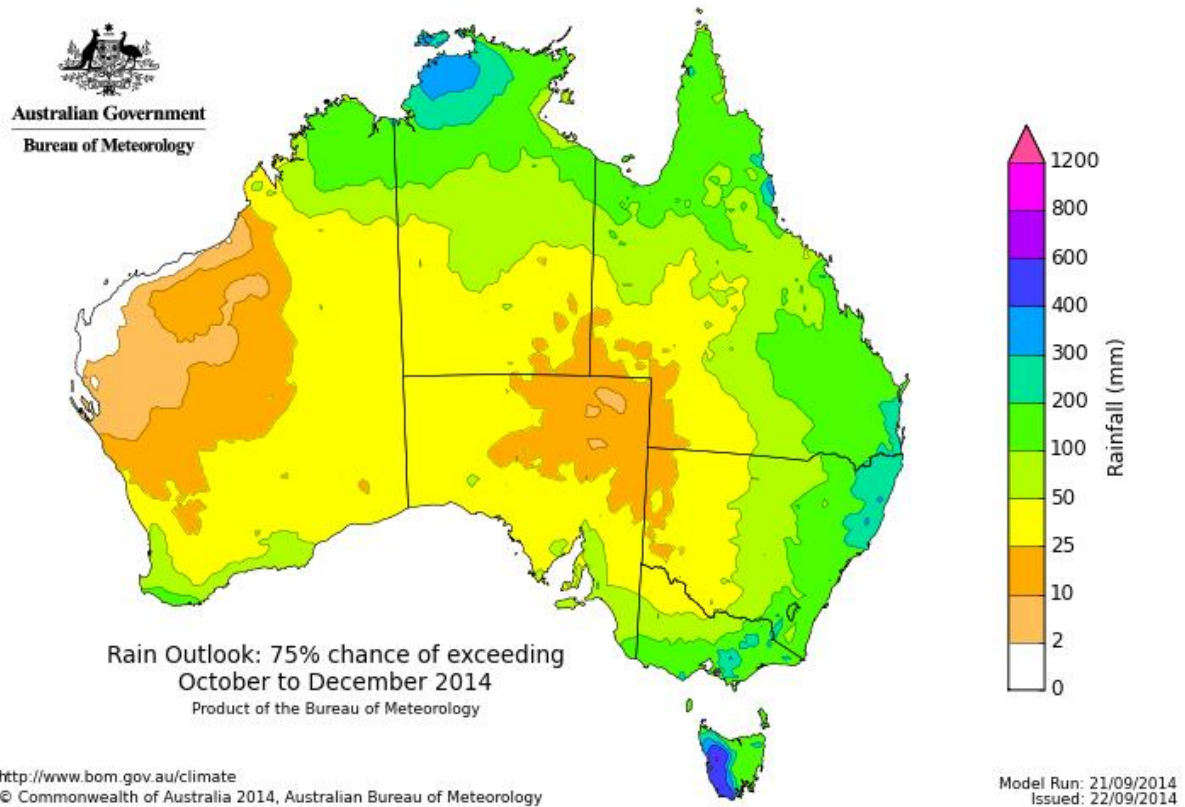 Australian Government
Bureau of Meteorology
1200
800
600
400
300
200
100
50
25
10
2
0
Rainfall (mm)
Rain Outlook: 75% chance of exceeding
October to December 2014
Product of the Bureau of Meteorology
http://www.bom.gov.au/climate
© Commonwealth of Australia 2014, Australian Bureau of Meteorology
Model Run: 21/09/2014
Issued: 22/09/2014